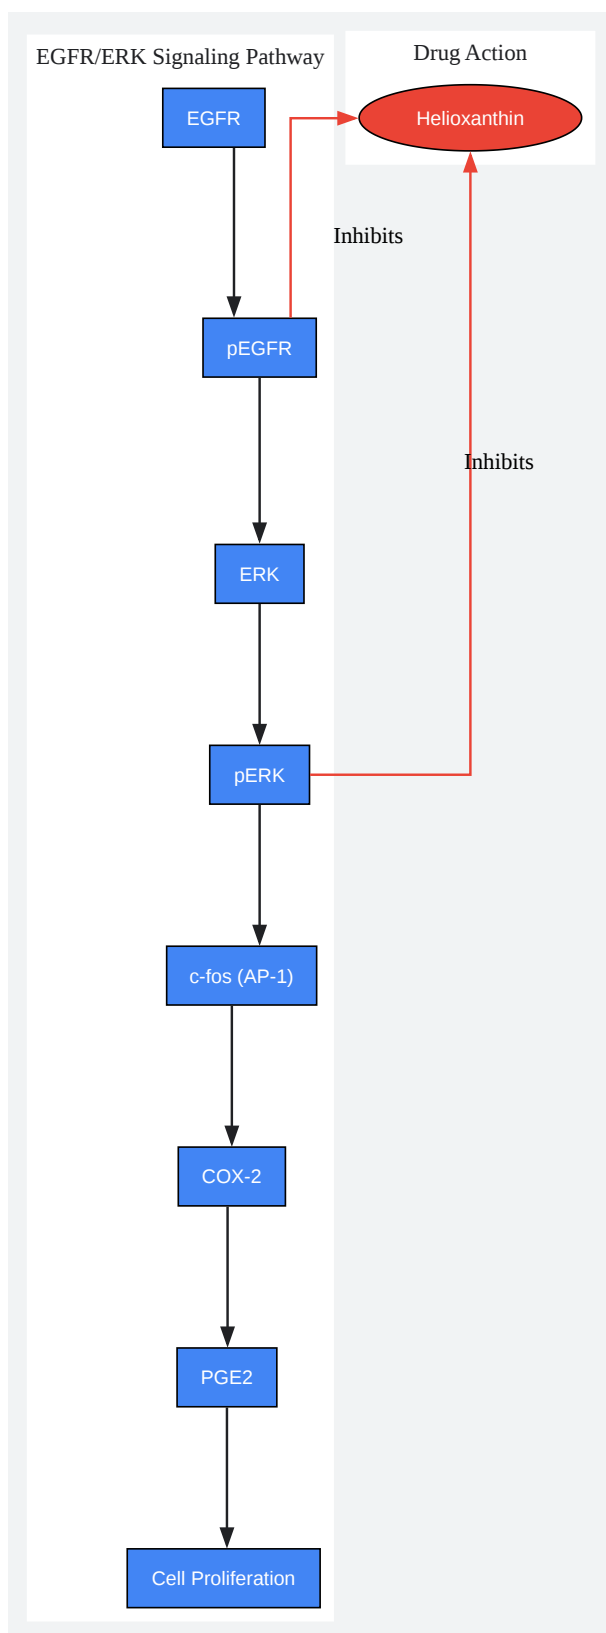 EGFR/ERK Signaling Pathway
Drug Action
EGFR
Helioxanthin
Inhibits
pEGFR
Inhibits
ERK
pERK
c-fos (AP-1)
COX-2
PGE2
Cell Proliferation